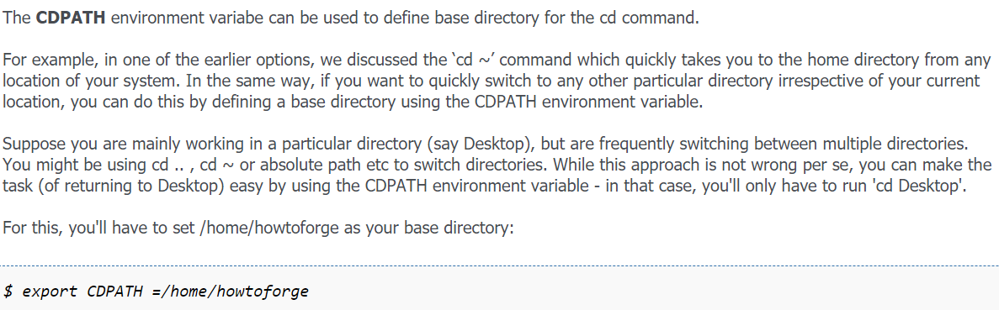 The CDPATH environment variabe can be used to define base directory for the cd command.
For example, in one of the earlier options, we discussed the ‘cd ~’ command which quickly takes you to the home directory from any
location of your system. In the same way, if you want to quickly switch to any other particular directory irrespective of your current
location, you can do this by defining a base directory using the CDPATH environment variable.
Suppose you are mainly working in a particular directory (say Desktop), but are frequently switching between multiple directories.
You might be using cd .. , cd ~ or absolute path etc to switch directories. While this approach is not wrong per se, you can make the
task (of returning to Desktop) easy by using the CDPATH environment variable - in that case, you'll only have to run 'cd Desktop'.
For this, you'll have to set /home/howtoforge as your base directory:
$ export CDPATH =/home/howtoforge